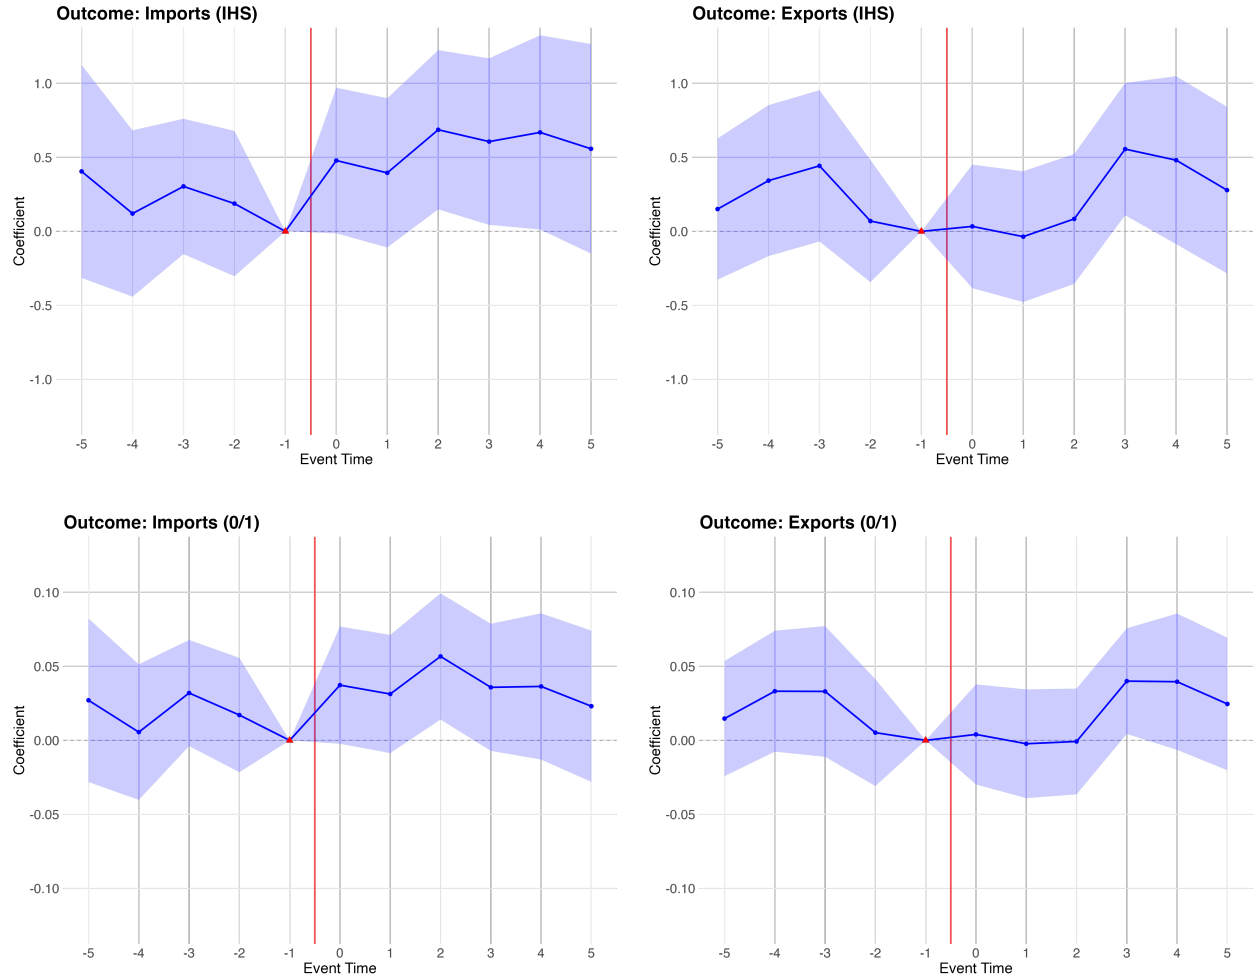 Outcome: Imports (IHS)
Coefficient
1.0
0.5
0.0
-0.5
-1.0
-5 -4 -3 -2 -1 0 1 2 3 4 5
Event Time
Outcome: Exports (IHS)
Coefficient
1.0
0.5
0.0
-0.5
-1.0
-5 -4 -3 -2 -1 0 1 2 3 4 5
Event Time
Outcome: Imports (0/1)
Coefficient
0.10
0.05
0.00
-0.05
-0.10
-5 -4 -3 -2 -1 0 1 2 3 4 5
Event Time
Outcome: Exports (0/1)
Coefficient
0.10
0.05
0.00
-0.05
-0.10
-5 -4 -3 -2 -1 0 1 2 3 4 5
Event Time